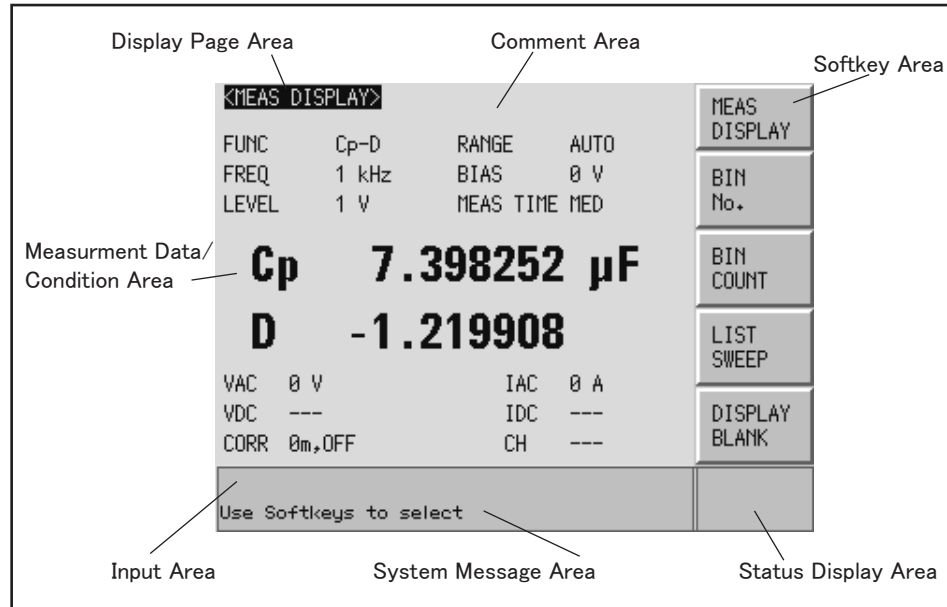 Display Page Area
Comment Area
Softkey Area
<MEAS DISPLAY>
FUNC Cp-D RANGE AUTO
FREQ 1 kHz BIAS 0 V
LEVEL 1 V MEAS TIME MED
Measurment Data/
Condition Area
Cp 7.398252 µF
D -1.219908
VAC 0 V IAC 0 A
VDC --- IDC ---
CORR 0m,OFF CH ---
MEAS
DISPLAY
BIN
No.
BIN
COUNT
LIST
SWEEP
DISPLAY
BLANK
Use Softkeys to select
Input Area
System Message Area
Status Display Area